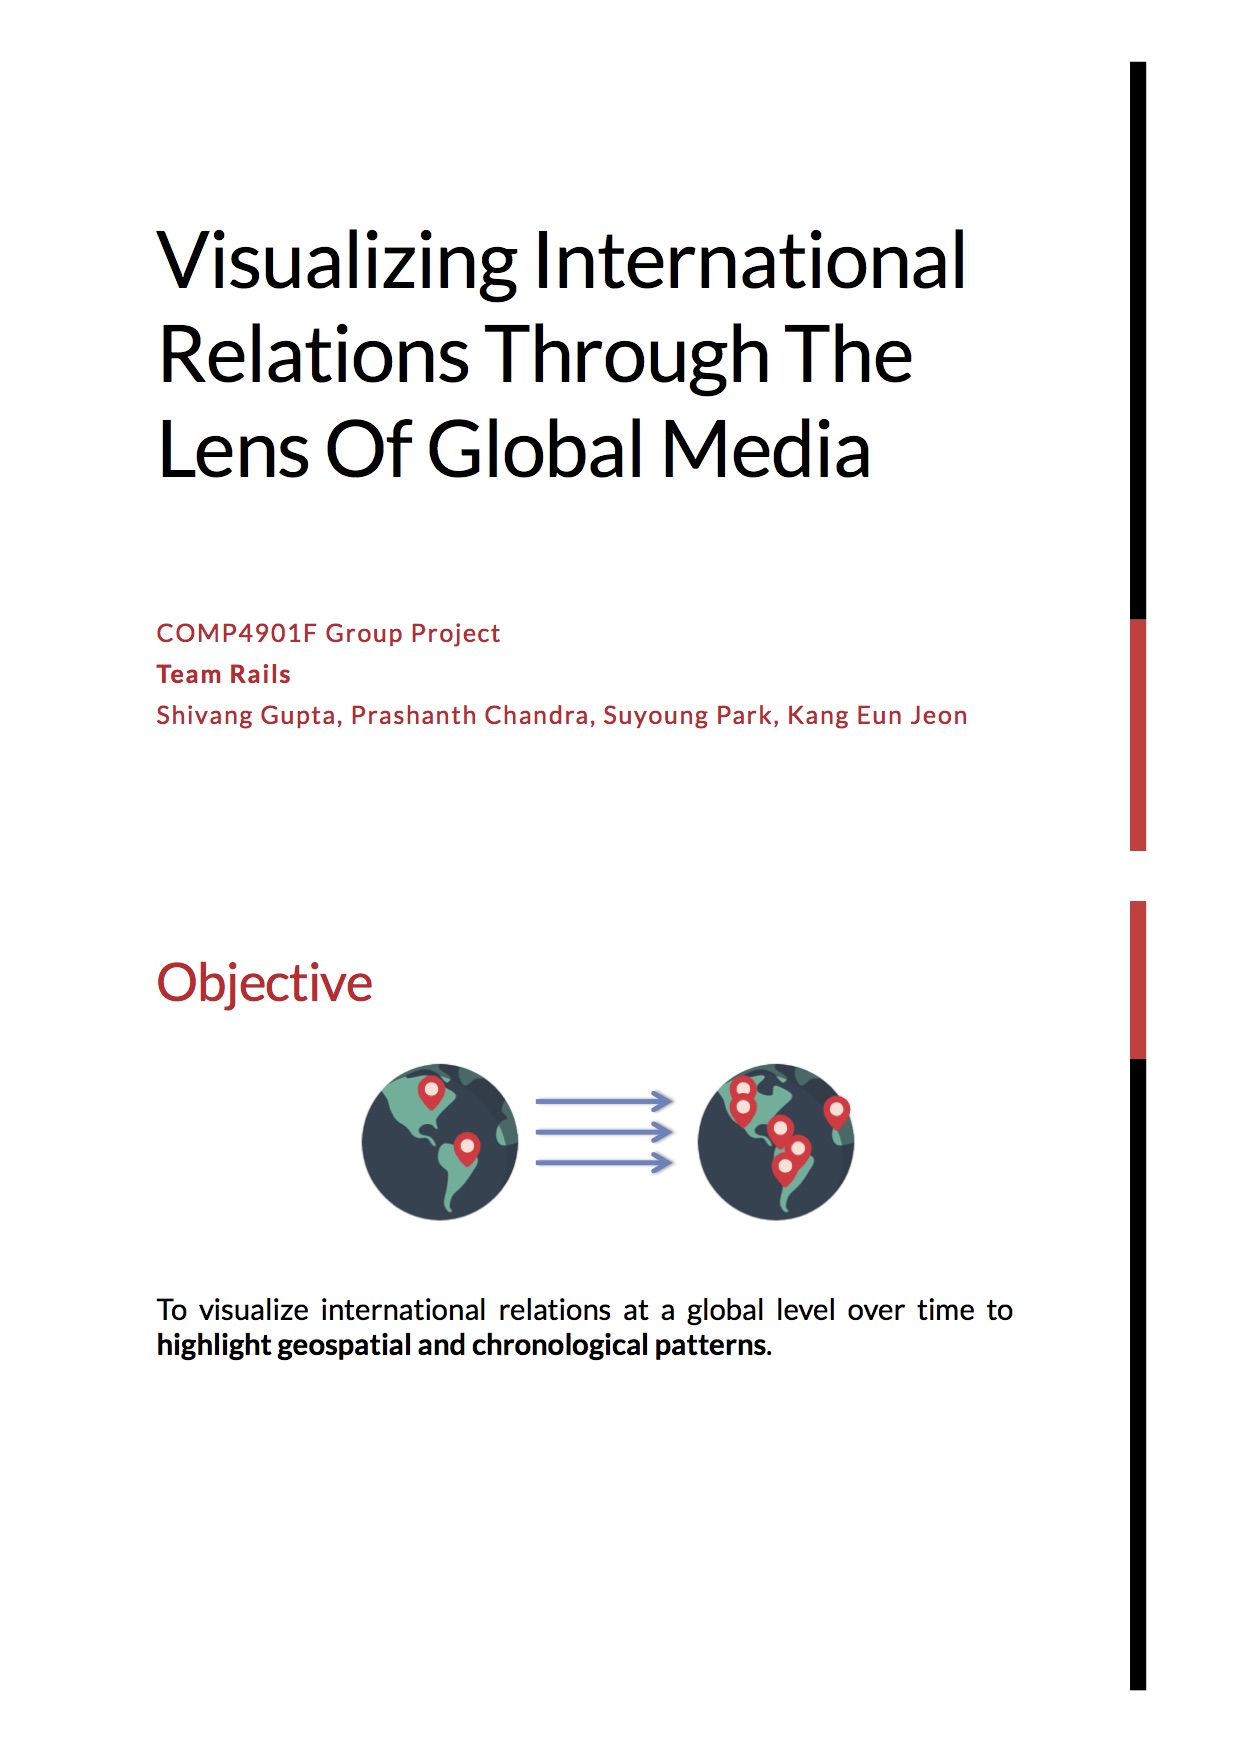 Visualizing International
Relations Through The
Lens Of Global Media
COMP4901F Group Project
Team Rails
Shivang Gupta, Prashanth Chandra, Suyoung Park, Kang Eun Jeon
Objective
To visualize international relations at a global level over time to
highlight geospatial and chronological patterns.